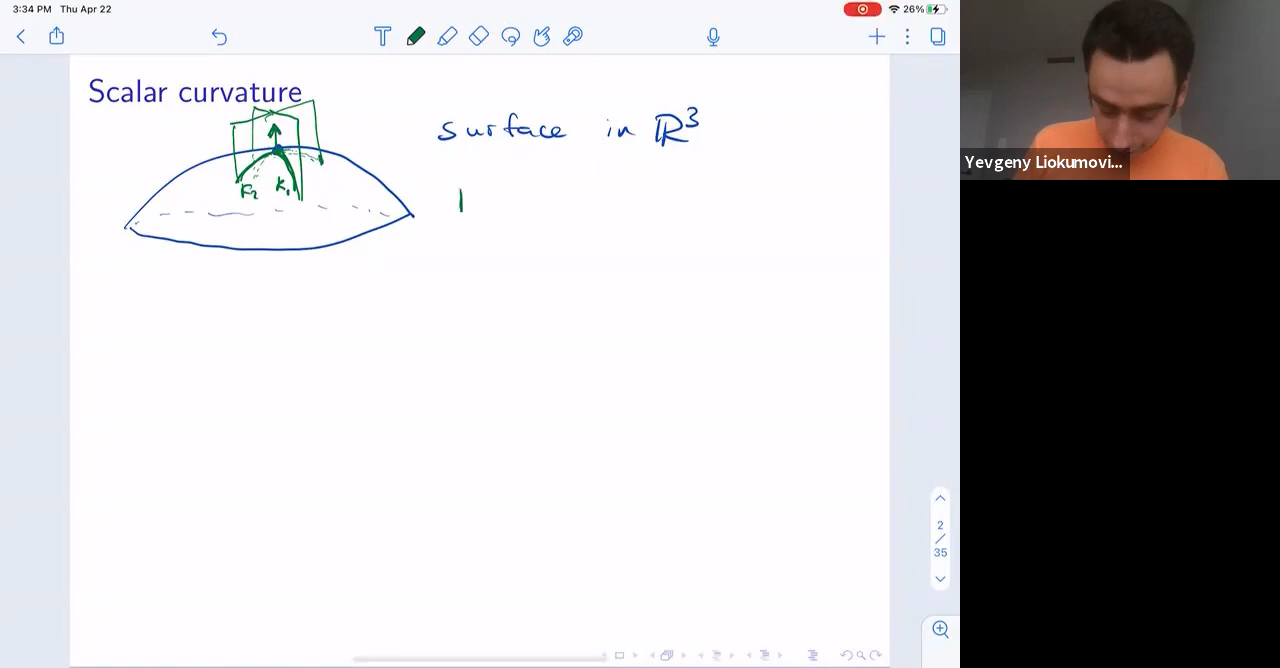 3:34 PM Thu Apr 22
26%
Scalar curvature
surface in ℝ³
K₂ K₁
Yevgeny Liokumovi...
2
/
35